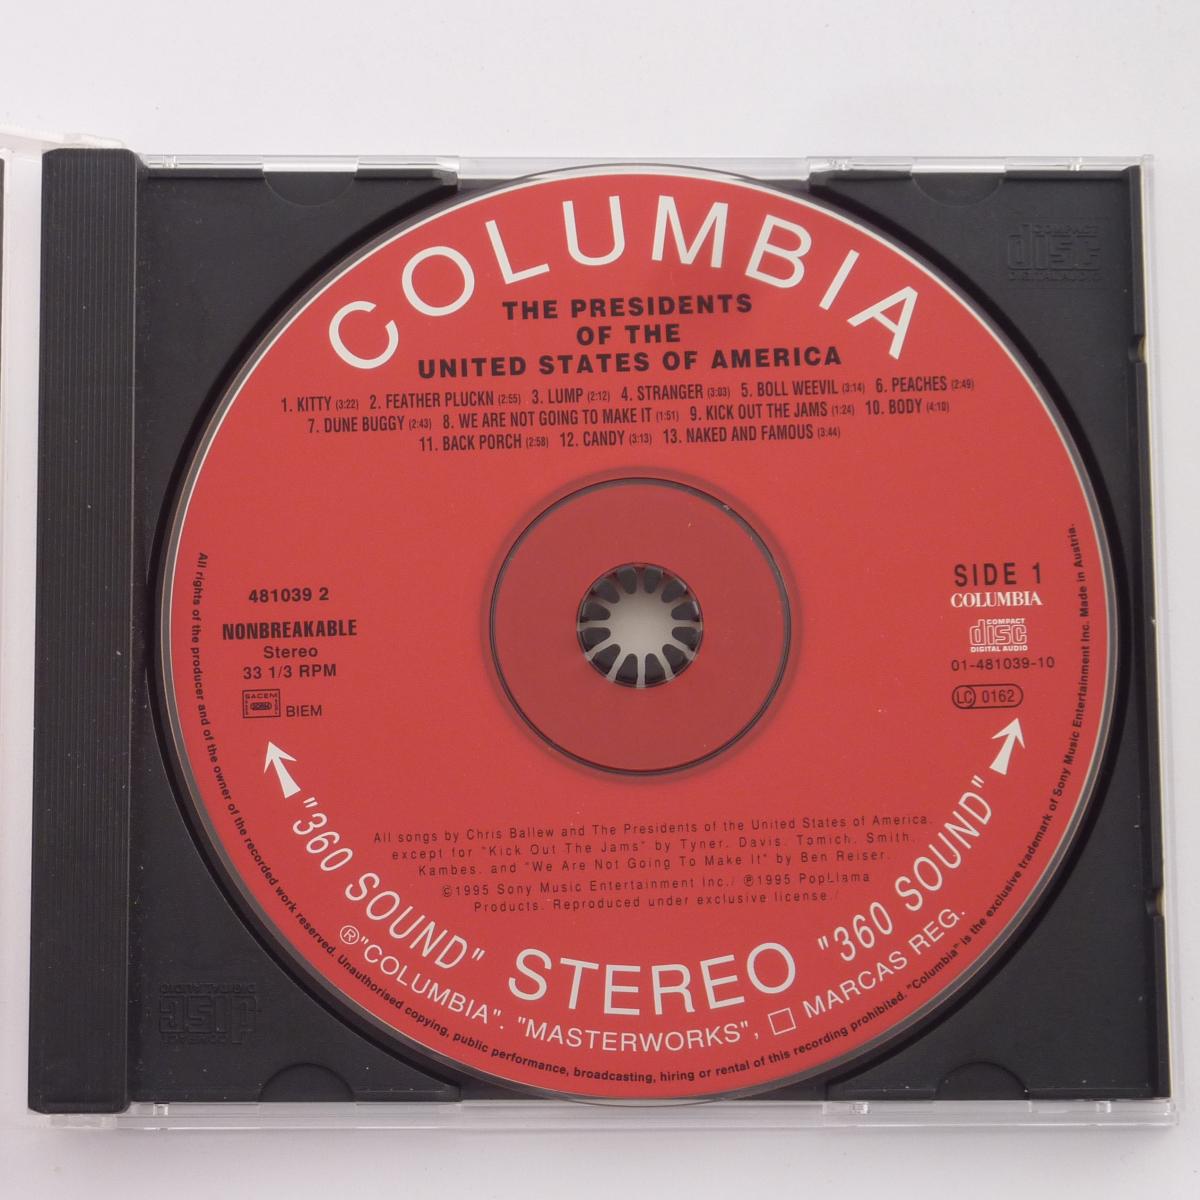 COLUMBIA
THE PRESIDENTS
OF THE
UNITED STATES OF AMERICA
1. KITTY (3:22) 2. FEATHER PLUCKN (2:55) 3. LUMP (2:12) 4. STRANGER (3:03) 5. BOLL WEEVIL (3:14) 6. PEACHES (2:49)
7. DUNE BUGGY (2:43) 8. WE ARE NOT GOING TO MAKE IT (1:51) 9. KICK OUT THE JAMS (1:24) 10. BODY (4:10)
11. BACK PORCH (2:58) 12. CANDY (3:13) 13. NAKED AND FAMOUS (3:44)
481039 2
NONBREAKABLE
Stereo
33 1/3 RPM
SACEM
BIEM
SIDE 1
COLUMBIA
COMPACT
disc
DIGITAL AUDIO
01-481039-10
LC 0162
All songs by Chris Ballew and The Presidents of the United States of America.
except for "Kick Out The Jams" by Tyner. Davis. Tomich. Smith.
Kambes. and "We Are Not Going To Make It" by Ben Reiser.
©1995 Sony Music Entertainment Inc./ ℗1995 PopLlama
Products. Reproduced under exclusive license./
"360 SOUND" STEREO "360 SOUND"
®"COLUMBIA". "MASTERWORKS", □ MARCAS REG.
All rights of the producer and of the owner of the recorded work reserved. Unauthorised copying, public performance, broadcasting, hiring or rental of this recording prohibited. "Columbia" is the exclusive trademark of Sony Music Entertainment Inc. Made in Austria.
COMPACT
disc
DIGITAL AUDIO
COMPACT
disc
DIGITAL AUDIO